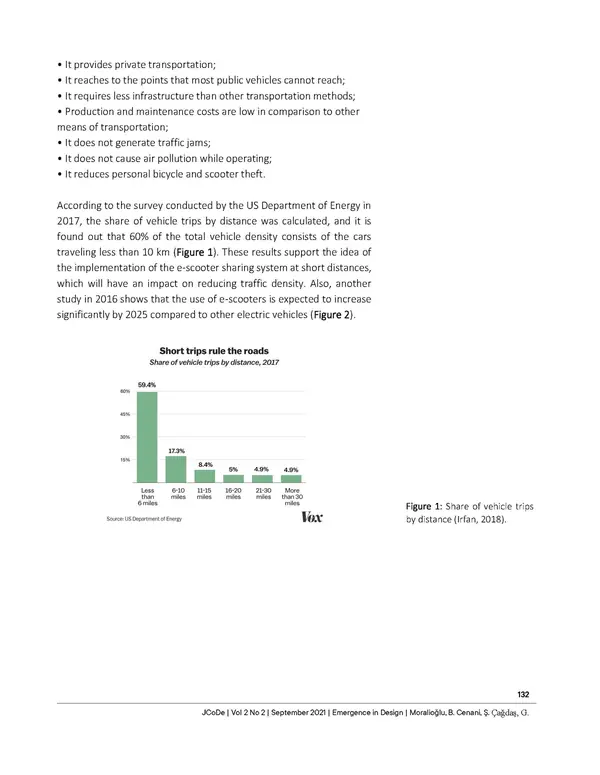 • It provides private transportation;
• It reaches to the points that most public vehicles cannot reach;
• It requires less infrastructure than other transportation methods;
• Production and maintenance costs are low in comparison to other
means of transportation;
• It does not generate traffic jams;
• It does not cause air pollution while operating;
• It reduces personal bicycle and scooter theft.
According to the survey conducted by the US Department of Energy in
2017, the share of vehicle trips by distance was calculated, and it is
found out that 60% of the total vehicle density consists of the cars
traveling less than 10 km (Figure 1). These results support the idea of
the implementation of the e-scooter sharing system at short distances,
which will have an impact on reducing traffic density. Also, another
study in 2016 shows that the use of e-scooters is expected to increase
significantly by 2025 compared to other electric vehicles (Figure 2).
Short trips rule the roads
Share of vehicle trips by distance, 2017
59.4%
60%
45%
30%
17.3%
15%
8.4%
5%
4.9%
4.9%
Less than 6 miles
6-10 miles
11-15 miles
16-20 miles
21-30 miles
More than 30 miles
Source: US Department of Energy
Vox
Figure 1: Share of vehicle trips
by distance (Irfan, 2018).
132
JCoDe | Vol 2 No 2 | September 2021 | Emergence in Design | Moralioğlu, B. Cenani, Ş. Çağdaş, G.